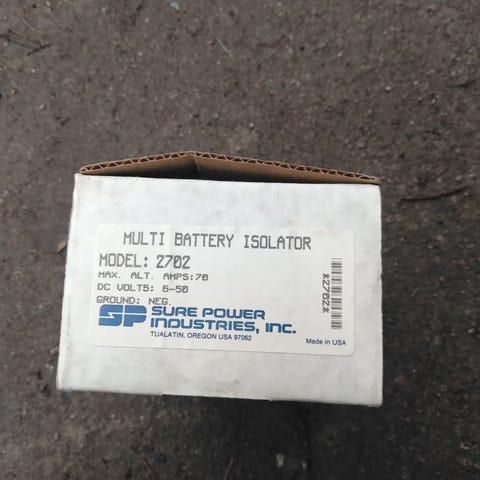 MULTI BATTERY ISOLATOR
MODEL: 2702
MAX. ALT. AMPS:70
DC VOLTS: 6-50
GROUND: NEG.
SP SURE POWER
INDUSTRIES, INC.
TUALATIN, OREGON USA 97062
*2702*
Made in USA